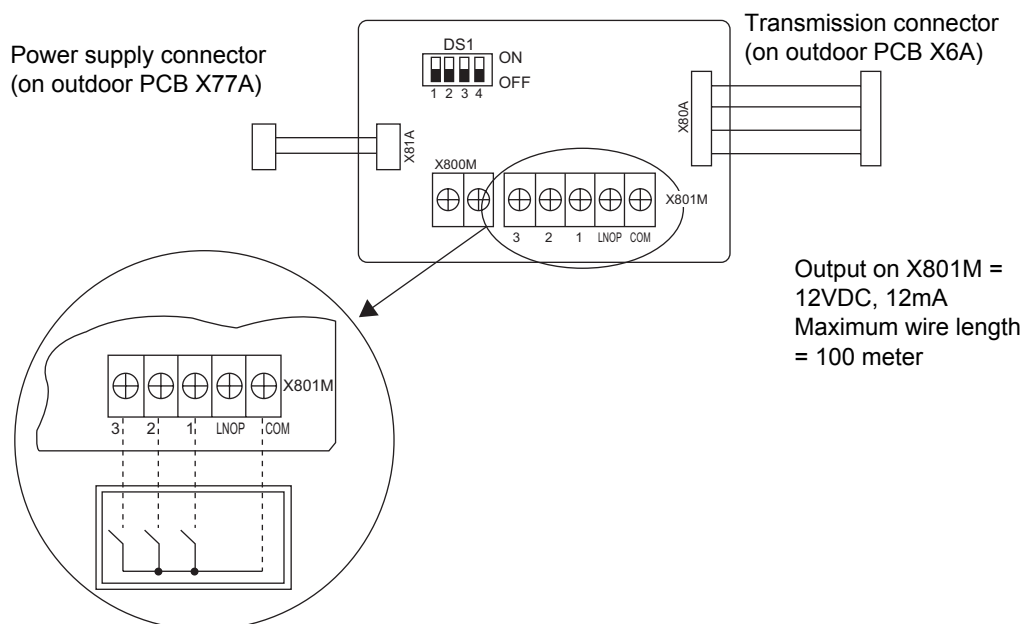 Power supply connector
(on outdoor PCB X77A)
Transmission connector
(on outdoor PCB X6A)
DS1
ON
OFF
1 2 3 4
X81A
X80A
X800M
X801M
3 2 1 LNOP COM
Output on X801M =
12VDC, 12mA
Maximum wire length
= 100 meter
X801M
3 2 1 LNOP COM